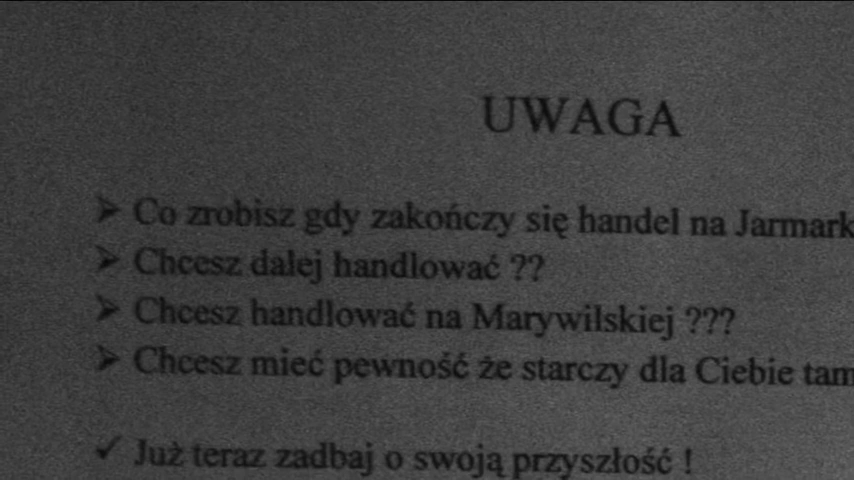 UWAGA
➢ Co zrobisz gdy zakończy się handel na Jarmark
➢ Chcesz dalej handlować ??
➢ Chcesz handlować na Marywilskiej ???
➢ Chcesz mieć pewność że starczy dla Ciebie tam
✓ Już teraz zadbaj o swoją przyszłość !